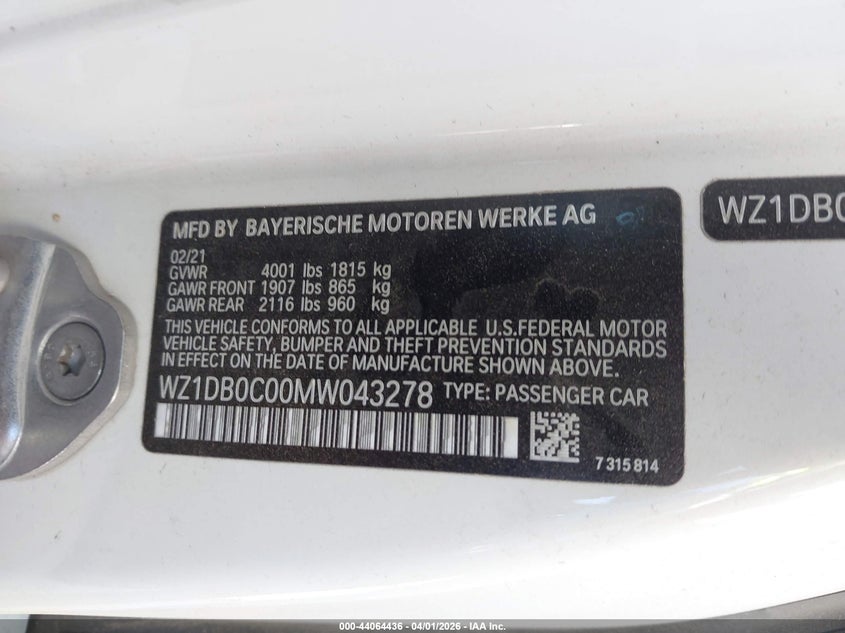 MFD BY BAYERISCHE MOTOREN WERKE AG
02/21
GVWR 4001 lbs 1815 kg
GAWR FRONT 1907 lbs 865 kg
GAWR REAR 2116 lbs 960 kg
THIS VEHICLE CONFORMS TO ALL APPLICABLE U.S.FEDERAL MOTOR
VEHICLE SAFETY, BUMPER AND THEFT PREVENTION STANDARDS
IN EFFECT ON THE DATE OF MANUFACTURE SHOWN ABOVE.
WZ1DB0C00MW043278 TYPE: PASSENGER CAR
7 315 814
WZ1DB0
000-44064436 - 04/01/2026 - IAA Inc.